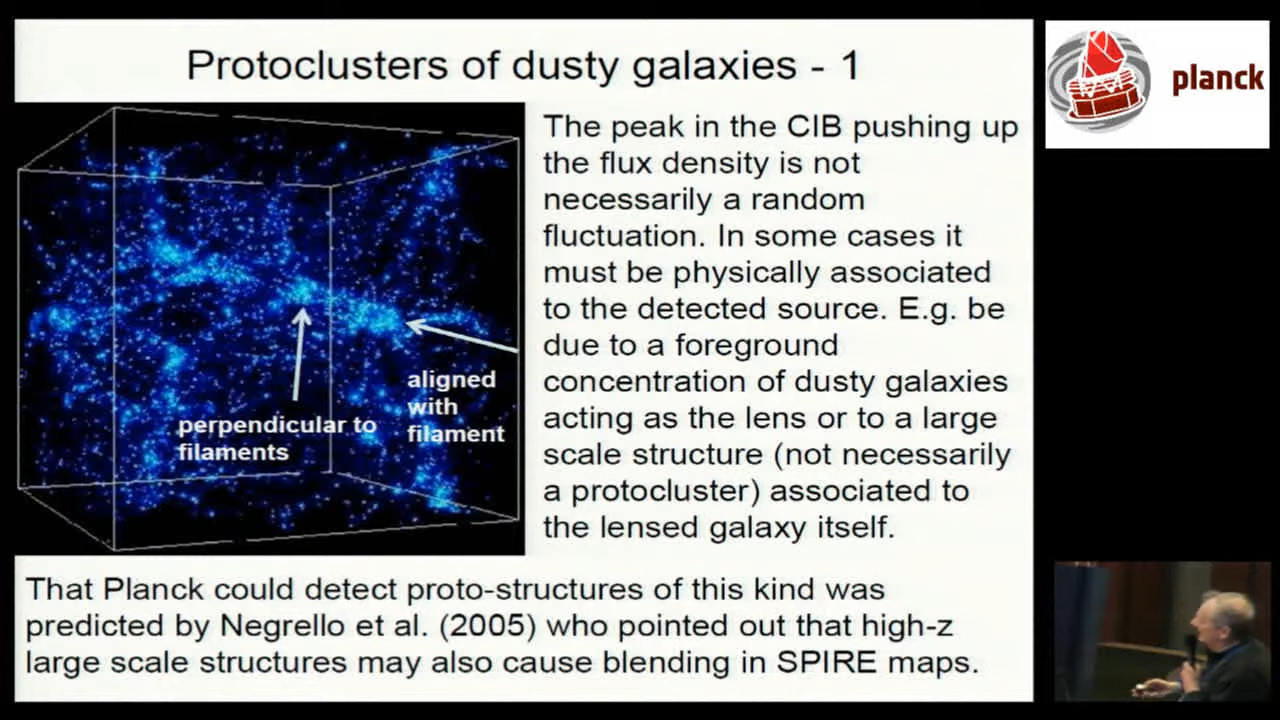 Protoclusters of dusty galaxies - 1
planck
The peak in the CIB pushing up
the flux density is not
necessarily a random
fluctuation. In some cases it
must be physically associated
to the detected source. E.g. be
due to a foreground
concentration of dusty galaxies
acting as the lens or to a large
scale structure (not necessarily
a protocluster) associated to
the lensed galaxy itself.
perpendicular to
filaments
aligned
with
filament
That Planck could detect proto-structures of this kind was
predicted by Negrello et al. (2005) who pointed out that high-z
large scale structures may also cause blending in SPIRE maps.